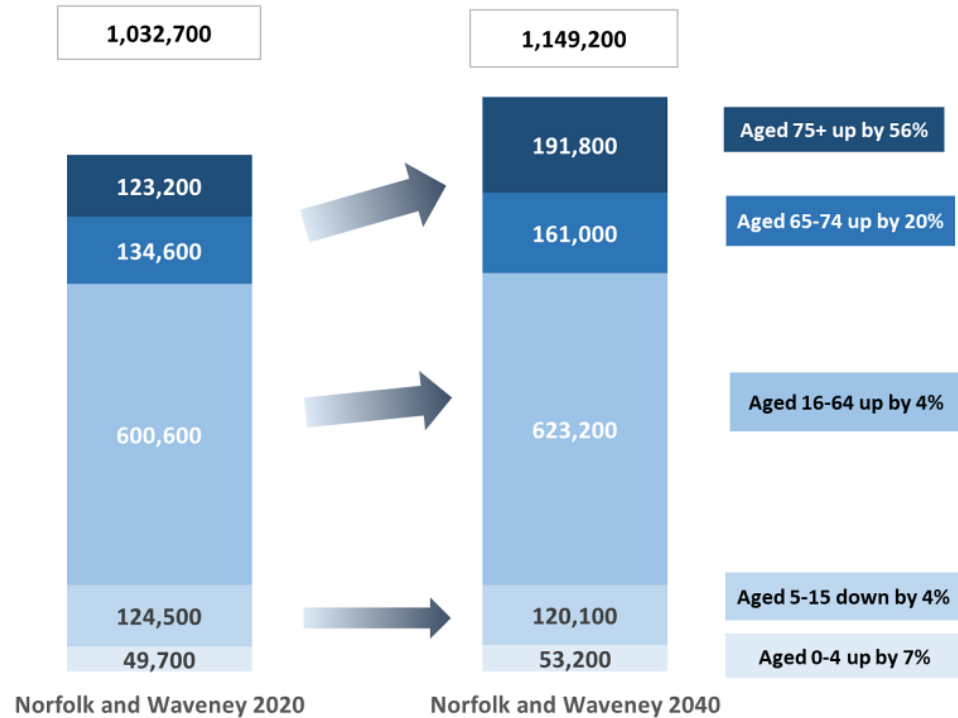 1,032,700
1,149,200
123,200
134,600
600,600
124,500
49,700
Norfolk and Waveney 2020
191,800
161,000
623,200
120,100
53,200
Norfolk and Waveney 2040
Aged 75+ up by 56%
Aged 65-74 up by 20%
Aged 16-64 up by 4%
Aged 5-15 down by 4%
Aged 0-4 up by 7%